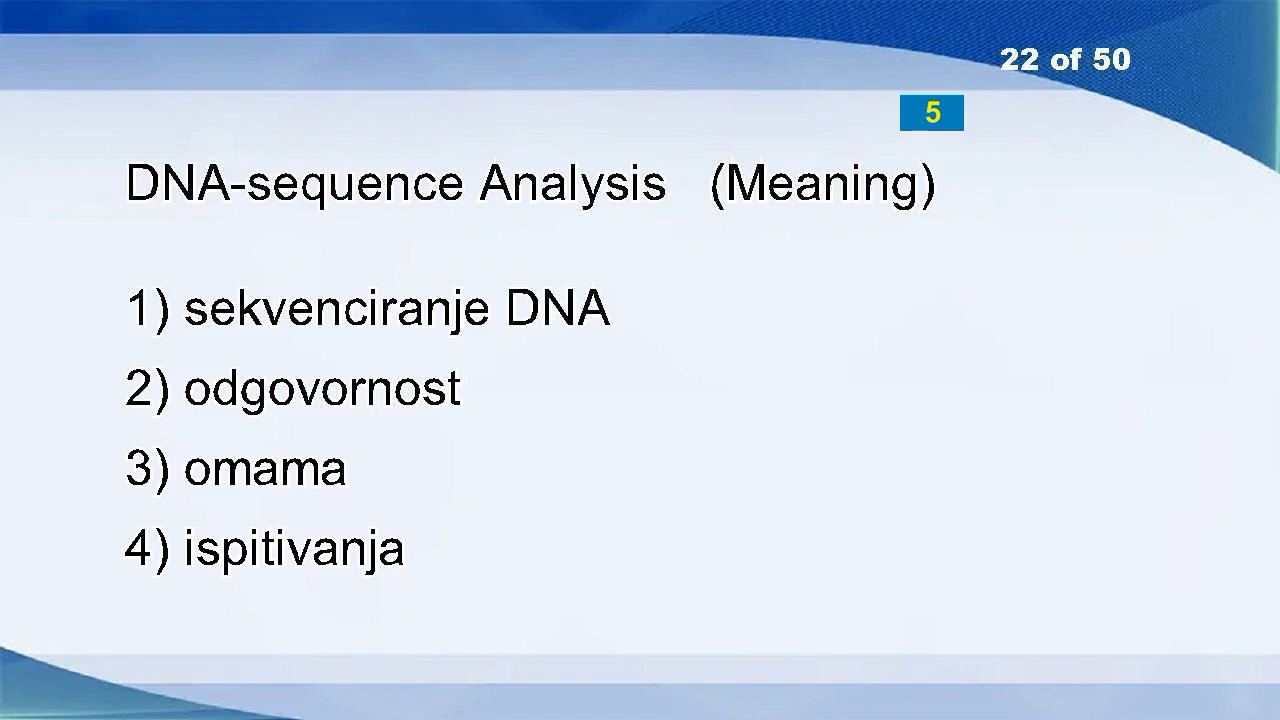 22 of 50
5
DNA-sequence Analysis (Meaning)
1) sekvenciranje DNA
2) odgovornost
3) omama
4) ispitivanja